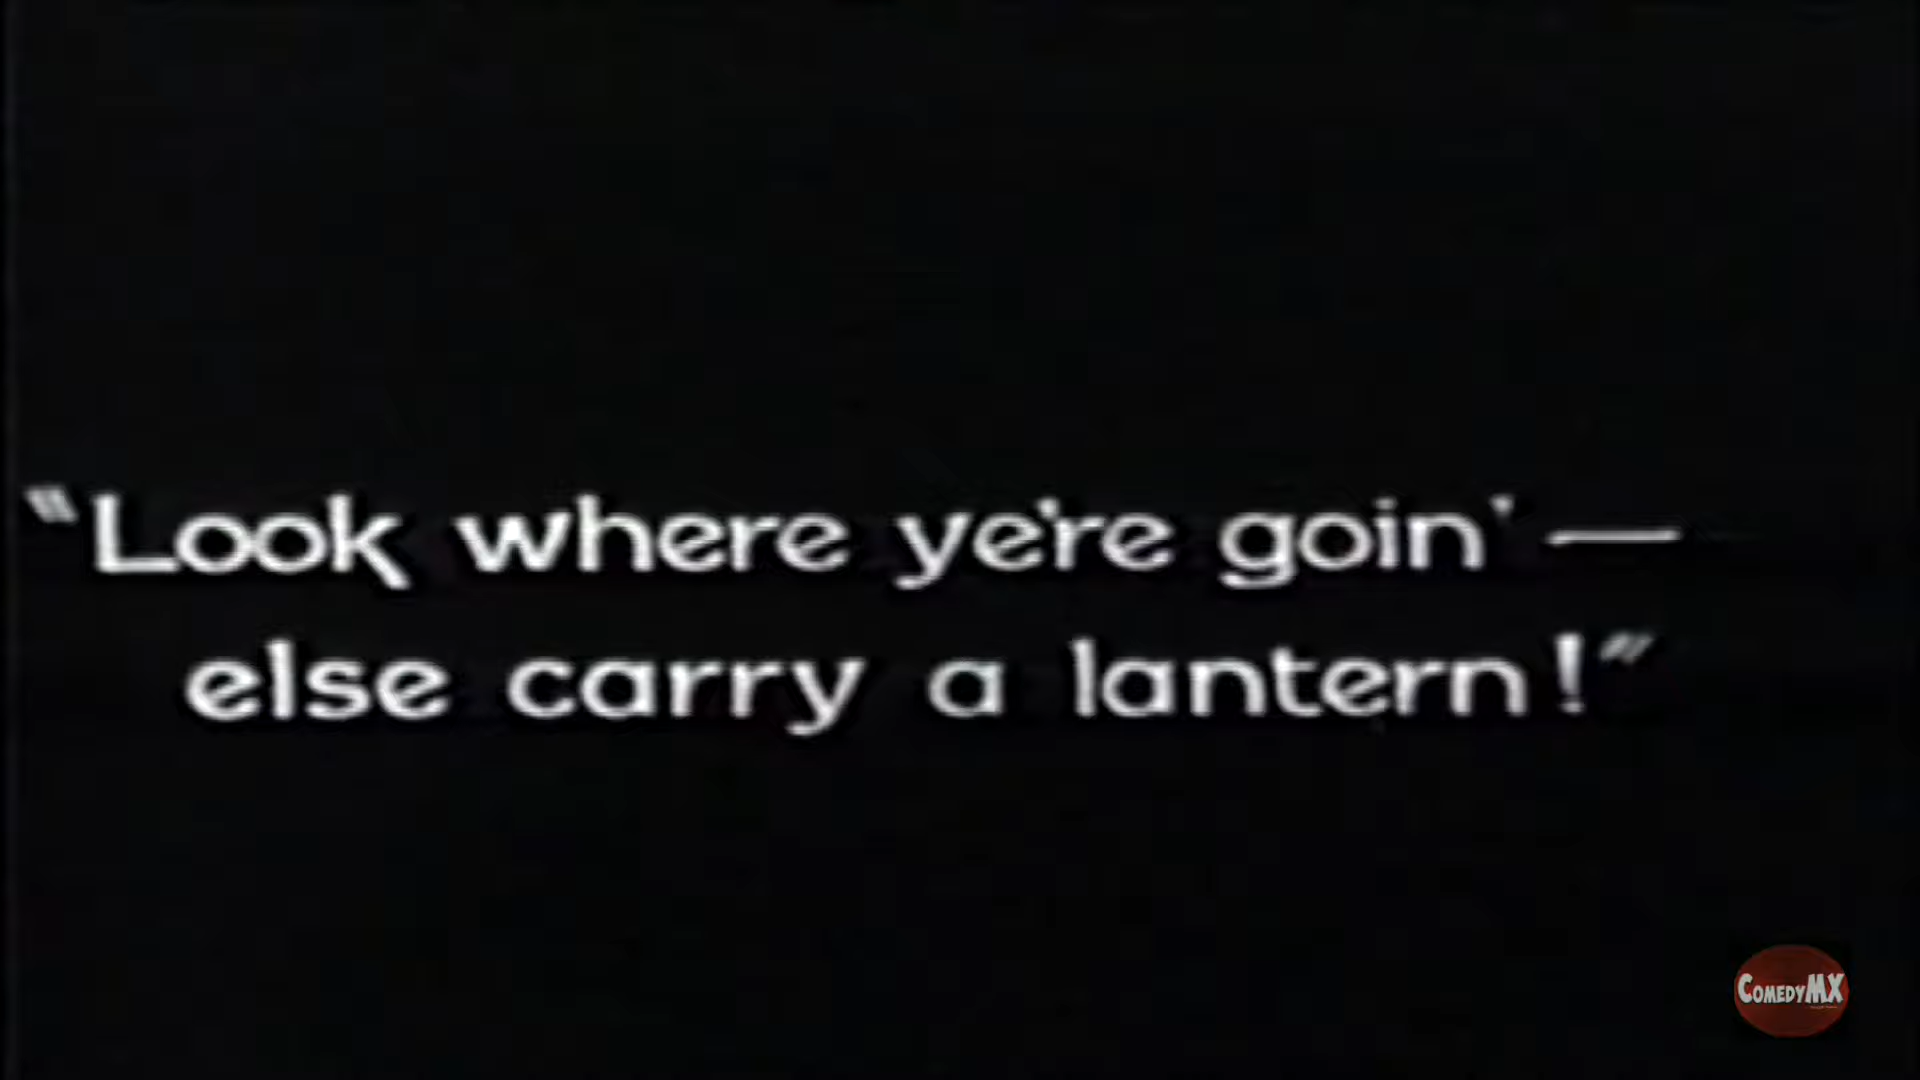 "Look where ye're goin' —
else carry a lantern!"
COMEDYMX